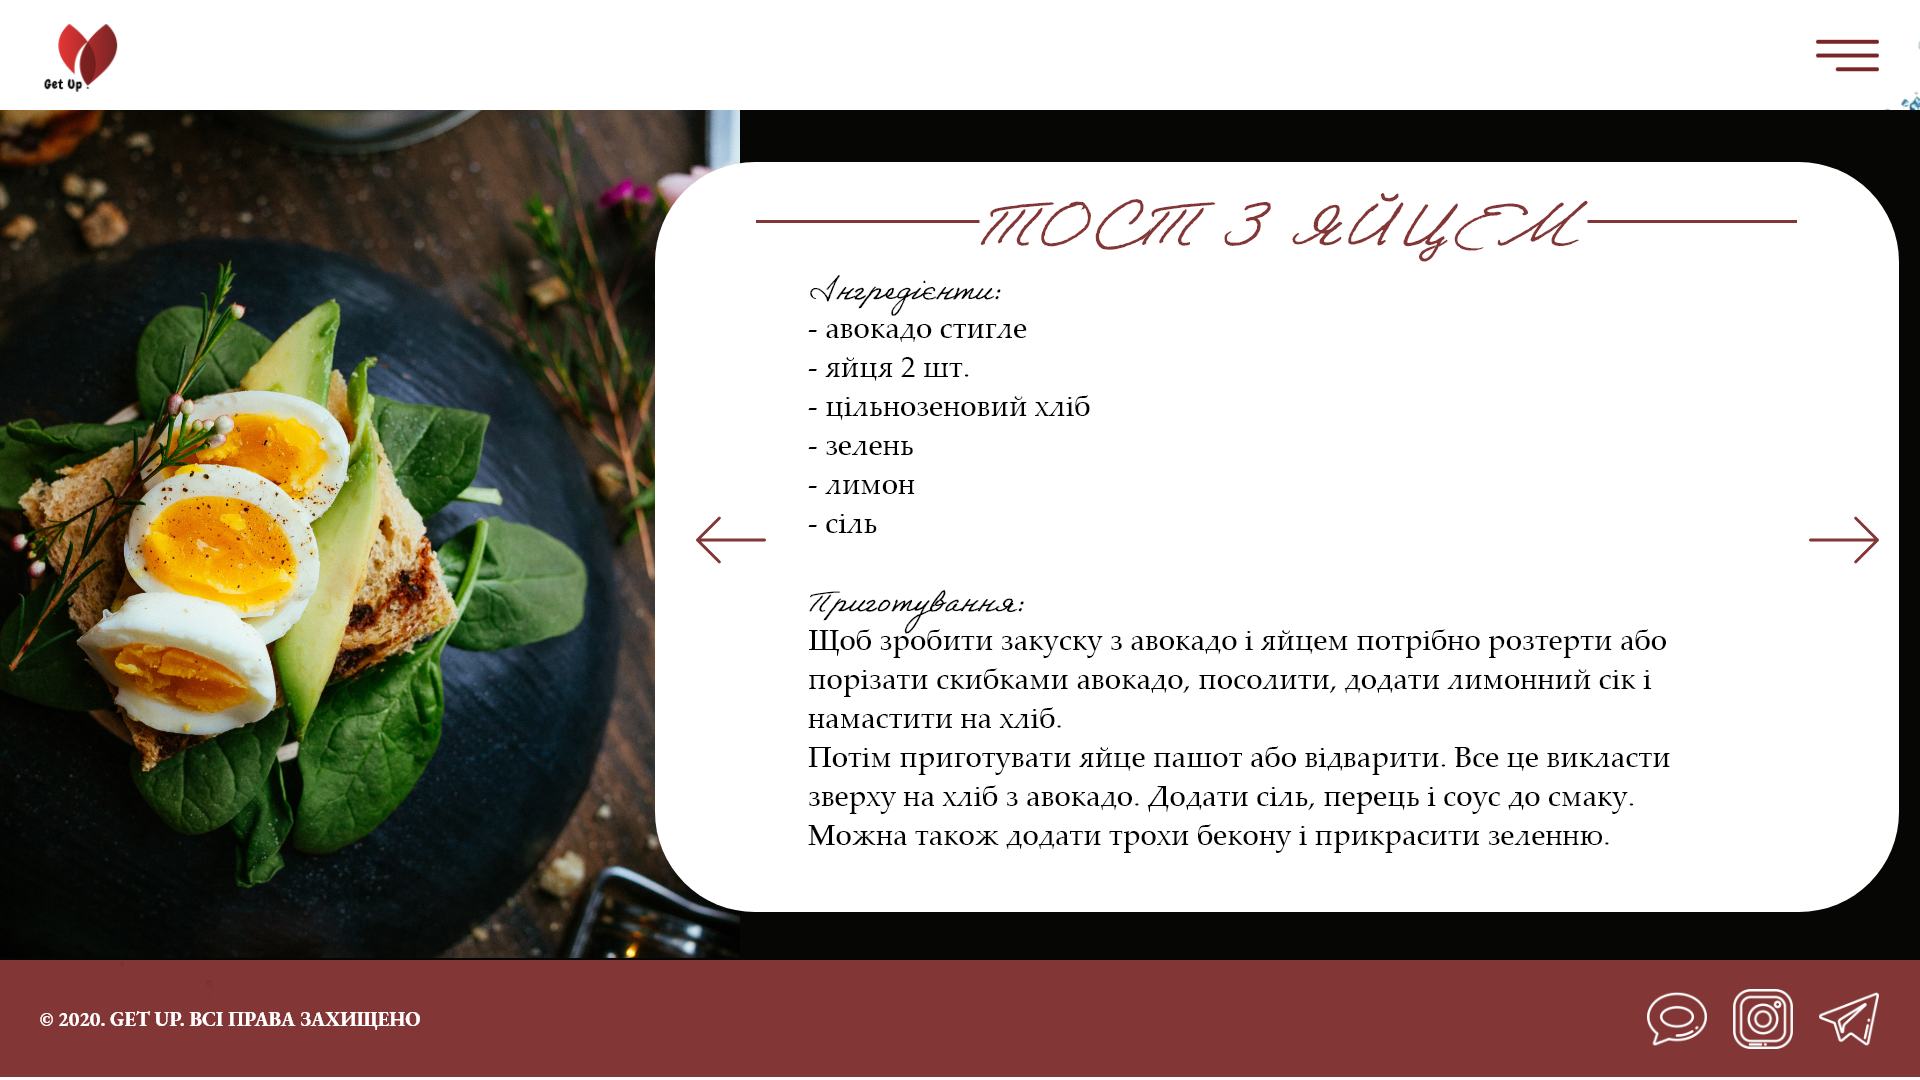 Get Up
ТОСТ З ЯЙЦЕМ
Інгредієнти:
- авокадо стигле
- яйця 2 шт.
- цільнозеновий хліб
- зелень
- лимон
- сіль
Приготування:
Щоб зробити закуску з авокадо і яйцем потрібно розтерти або
порізати скибками авокадо, посолити, додати лимонний сік і
намастити на хліб.
Потім приготувати яйце пашот або відварити. Все це викласти
зверху на хліб з авокадо. Додати сіль, перець і соус до смаку.
Можна також додати трохи бекону і прикрасити зеленню.
© 2020. GET UP. ВСІ ПРАВА ЗАХИЩЕНО